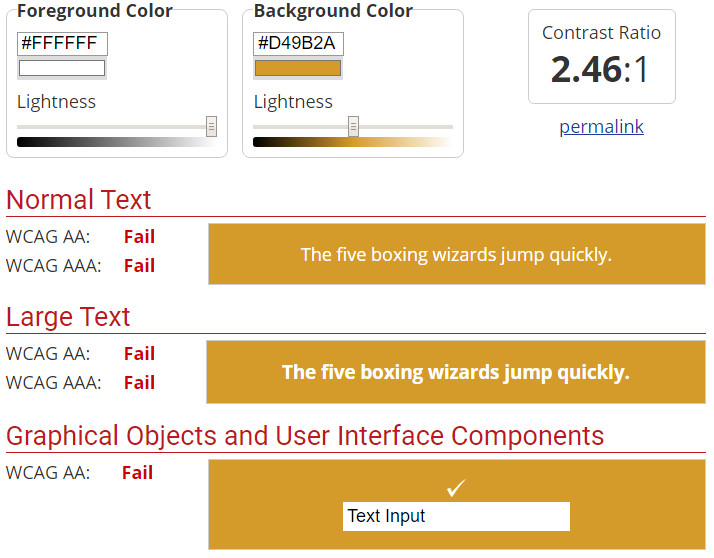 Foreground Color
#FFFFFF
Lightness
Background Color
#D49B2A
Lightness
Contrast Ratio
2.46:1
permalink
Normal Text
WCAG AA: Fail
WCAG AAA: Fail
The five boxing wizards jump quickly.
Large Text
WCAG AA: Fail
WCAG AAA: Fail
The five boxing wizards jump quickly.
Graphical Objects and User Interface Components
WCAG AA: Fail
✓
Text Input